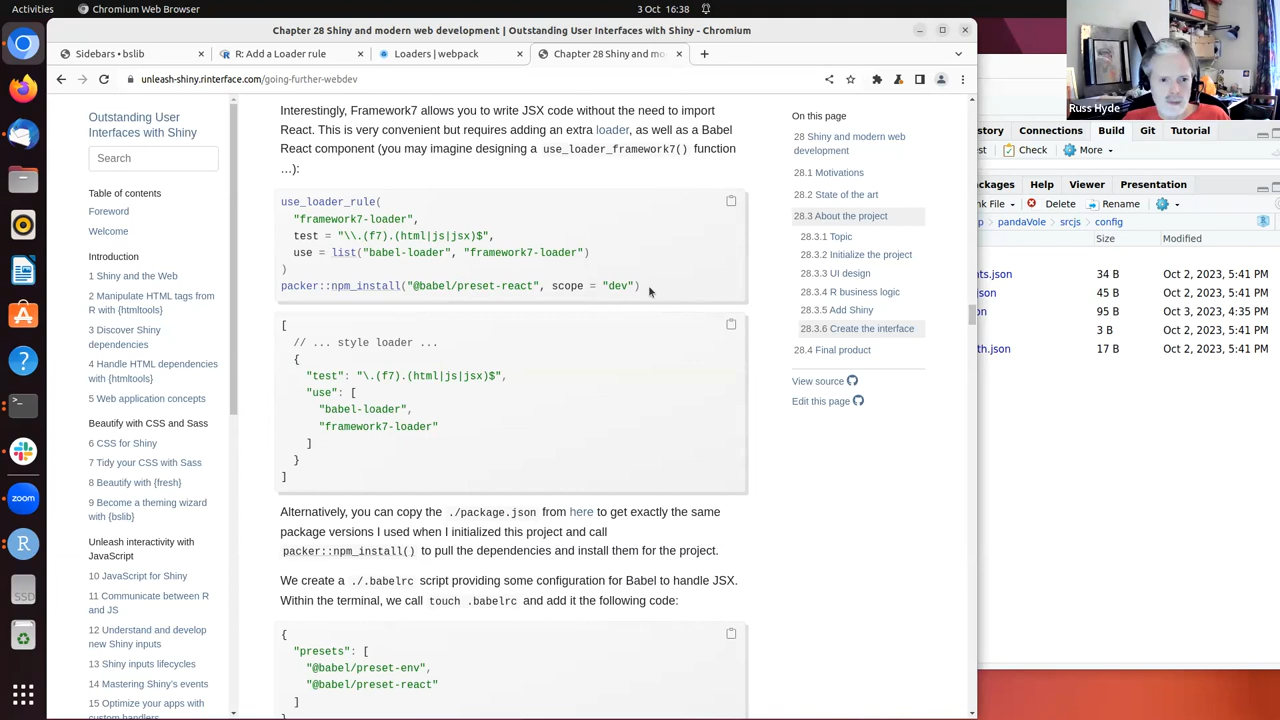 Activities
Chromium Web Browser
3 Oct 16:38
Chapter 28 Shiny and modern web development | Outstanding User Interfaces with Shiny - Chromium
Sidebars • bslib
R: Add a Loader rule
Loaders | webpack
Chapter 28 Shiny and mo
unleash-shiny.rinterface.com/going-further-webdev
Outstanding User
Interfaces with Shiny
Search
Table of contents
Foreword
Welcome
Introduction
1 Shiny and the Web
2 Manipulate HTML tags from
R with {htmltools}
3 Discover Shiny
dependencies
4 Handle HTML dependencies
with {htmltools}
5 Web application concepts
Beautify with CSS and Sass
6 CSS for Shiny
7 Tidy your CSS with Sass
8 Beautify with {fresh}
9 Become a theming wizard
with {bslib}
Unleash interactivity with
JavaScript
10 JavaScript for Shiny
11 Communicate between R
and JS
12 Understand and develop
new Shiny inputs
13 Shiny inputs lifecycles
14 Mastering Shiny's events
15 Optimize your apps with
custom handlers
Interestingly, Framework7 allows you to write JSX code without the need to import
React. This is very convenient but requires adding an extra loader, as well as a Babel
React component (you may imagine designing a use_loader_framework7() function
…):
use_loader_rule(
"framework7-loader",
test = "\\.(f7).(html|js|jsx)$",
use = list("babel-loader", "framework7-loader")
)
packer::npm_install("@babel/preset-react", scope = "dev")
[
// ... style loader ...
{
"test": "\.(f7).(html|js|jsx)$",
"use": [
"babel-loader",
"framework7-loader"
]
}
]
Alternatively, you can copy the ./package.json from here to get exactly the same
package versions I used when I initialized this project and call
packer::npm_install() to pull the dependencies and install them for the project.
We create a ./.babelrc script providing some configuration for Babel to handle JSX.
Within the terminal, we call touch .babelrc and add it the following code:
{
"presets": [
"@babel/preset-env",
"@babel/preset-react"
]
}
On this page
28 Shiny and modern web
development
28.1 Motivations
28.2 State of the art
28.3 About the project
28.3.1 Topic
28.3.2 Initialize the project
28.3.3 UI design
28.3.4 R business logic
28.3.5 Add Shiny
28.3.6 Create the interface
28.4 Final product
View source
Edit this page
Russ Hyde
story
Connections
Build
Git
Tutorial
est
Check
More
ckages
Help
Viewer
Presentation
nk File
Delete
Rename
p
pandaVole
srcjs
config
Size
Modified
nts.json
34 B
Oct 2, 2023, 5:41 PM
son
45 B
Oct 2, 2023, 5:41 PM
on
95 B
Oct 3, 2023, 4:35 PM
3 B
Oct 2, 2023, 5:41 PM
th.json
17 B
Oct 2, 2023, 5:41 PM
SSD
zoom
R